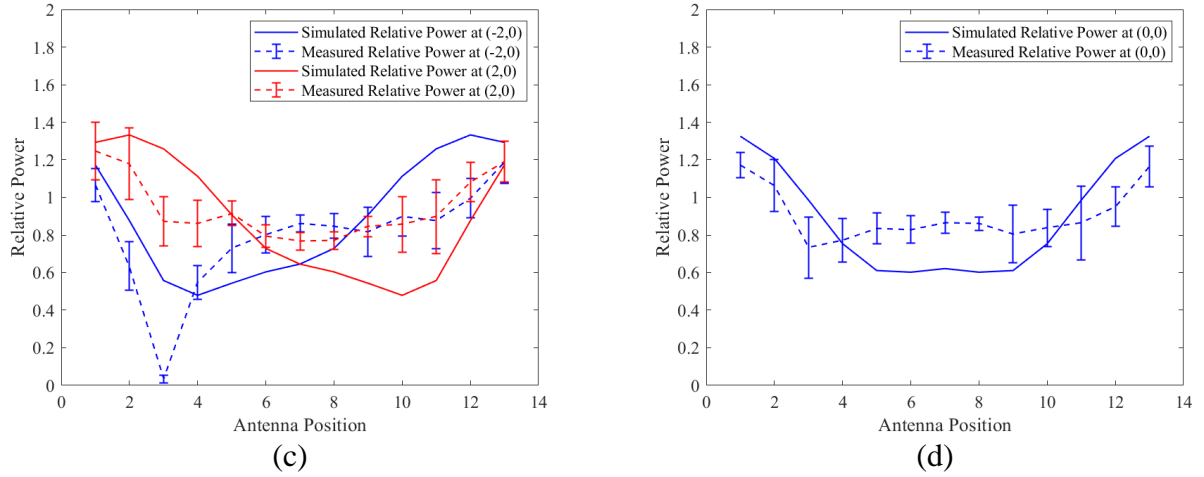 2
1.8
1.6
1.4
1.2
1
0.8
0.6
0.4
0.2
0
Relative Power
Simulated Relative Power at (-2,0)
Measured Relative Power at (-2,0)
Simulated Relative Power at (2,0)
Measured Relative Power at (2,0)
0 2 4 6 8 10 12 14
Antenna Position
(c)
2
1.8
1.6
1.4
1.2
1
0.8
0.6
0.4
0.2
0
Relative Power
Simulated Relative Power at (0,0)
Measured Relative Power at (0,0)
0 2 4 6 8 10 12 14
Antenna Position
(d)